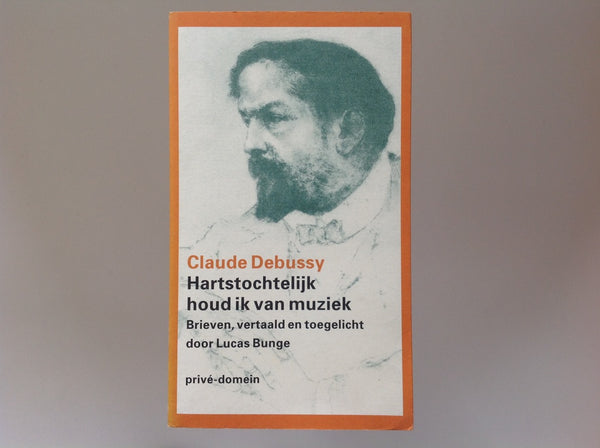 Claude Debussy
Hartstochtelijk
houd ik van muziek
Brieven, vertaald en toegelicht
door Lucas Bunge
privé-domein